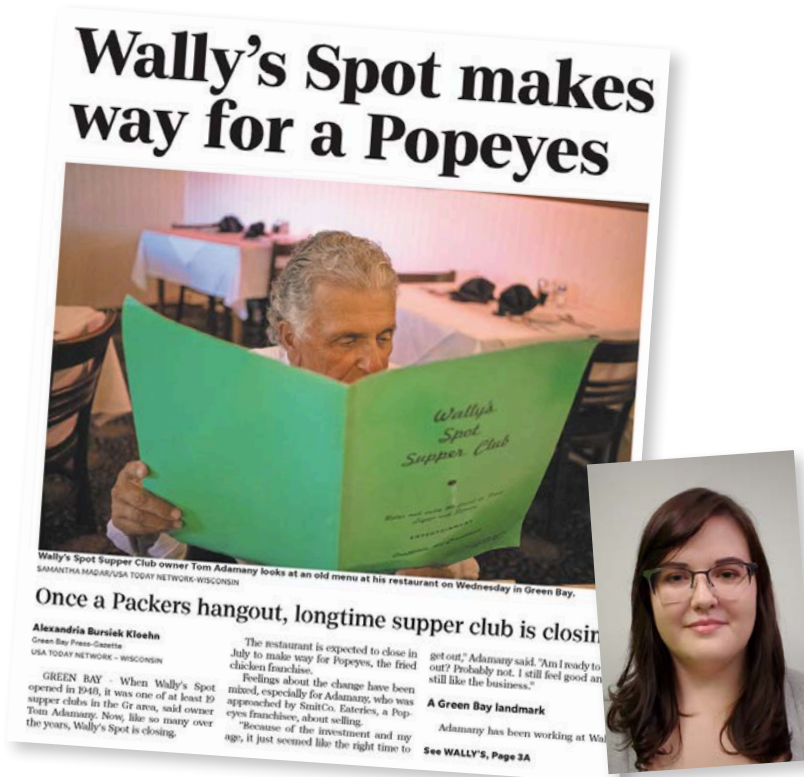 Wally's Spot makes
way for a Popeyes
Wally's
Spot
Supper Club
ENTERTAINMENT
Wally's Spot Supper Club owner Tom Adamany looks at an old menu at his restaurant on Wednesday in Green Bay.
SAMANTHA MADAR/USA TODAY NETWORK-WISCONSIN
Once a Packers hangout, longtime supper club is closin
Alexandria Bursiek Kloehn
Green Bay Press-Gazette
USA TODAY NETWORK – WISCONSIN
GREEN BAY - When Wally's Spot
opened in 1948, it was one of at least 19
supper clubs in the Gr area, said owner
Tom Adamany. Now, like so many over
the years, Wally's Spot is closing.
The restaurant is expected to close in
July to make way for Popeyes, the fried
chicken franchise.
Feelings about the change have been
mixed, especially for Adamany, who was
approached by SmitCo. Eateries, a Pop-
eyes franchisee, about selling.
"Because of the investment and my
age, it just seemed like the right time to
get out," Adamany said. "Am I ready to
out? Probably not. I still feel good an
still like the business."
A Green Bay landmark
Adamany has been working at Wal
See WALLY'S, Page 3A